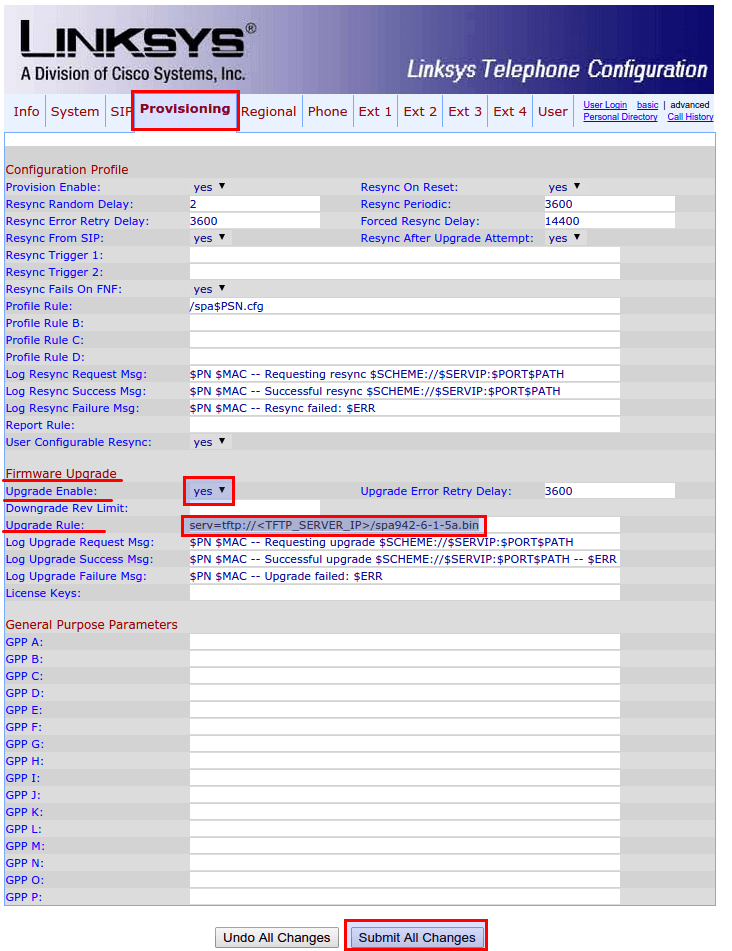 LINKSYS®
A Division of Cisco Systems, Inc.
Linksys Telephone Configuration
Info System SIP Provisioning Regional Phone Ext 1 Ext 2 Ext 3 Ext 4 User User Login basic | advanced
Personal Directory Call History
Configuration Profile
Provision Enable: yes Resync On Reset: yes
Resync Random Delay: 2 Resync Periodic: 3600
Resync Error Retry Delay: 3600 Forced Resync Delay: 14400
Resync From SIP: yes Resync After Upgrade Attempt: yes
Resync Trigger 1:
Resync Trigger 2:
Resync Fails On FNF: yes
Profile Rule: /spa$PSN.cfg
Profile Rule B:
Profile Rule C:
Profile Rule D:
Log Resync Request Msg: $PN $MAC -- Requesting resync $SCHEME://$SERVIP:$PORT$PATH
Log Resync Success Msg: $PN $MAC -- Successful resync $SCHEME://$SERVIP:$PORT$PATH
Log Resync Failure Msg: $PN $MAC -- Resync failed: $ERR
Report Rule:
User Configurable Resync: yes
Firmware Upgrade
Upgrade Enable: yes Upgrade Error Retry Delay: 3600
Downgrade Rev Limit:
Upgrade Rule: serv=tftp://<TFTP_SERVER_IP>/spa942-6-1-5a.bin
Log Upgrade Request Msg: $PN $MAC -- Requesting upgrade $SCHEME://$SERVIP:$PORT$PATH
Log Upgrade Success Msg: $PN $MAC -- Successful upgrade $SCHEME://$SERVIP:$PORT$PATH -- $ERR
Log Upgrade Failure Msg: $PN $MAC -- Upgrade failed: $ERR
License Keys:
General Purpose Parameters
GPP A:
GPP B:
GPP C:
GPP D:
GPP E:
GPP F:
GPP G:
GPP H:
GPP I:
GPP J:
GPP K:
GPP L:
GPP M:
GPP N:
GPP O:
GPP P:
Undo All Changes Submit All Changes